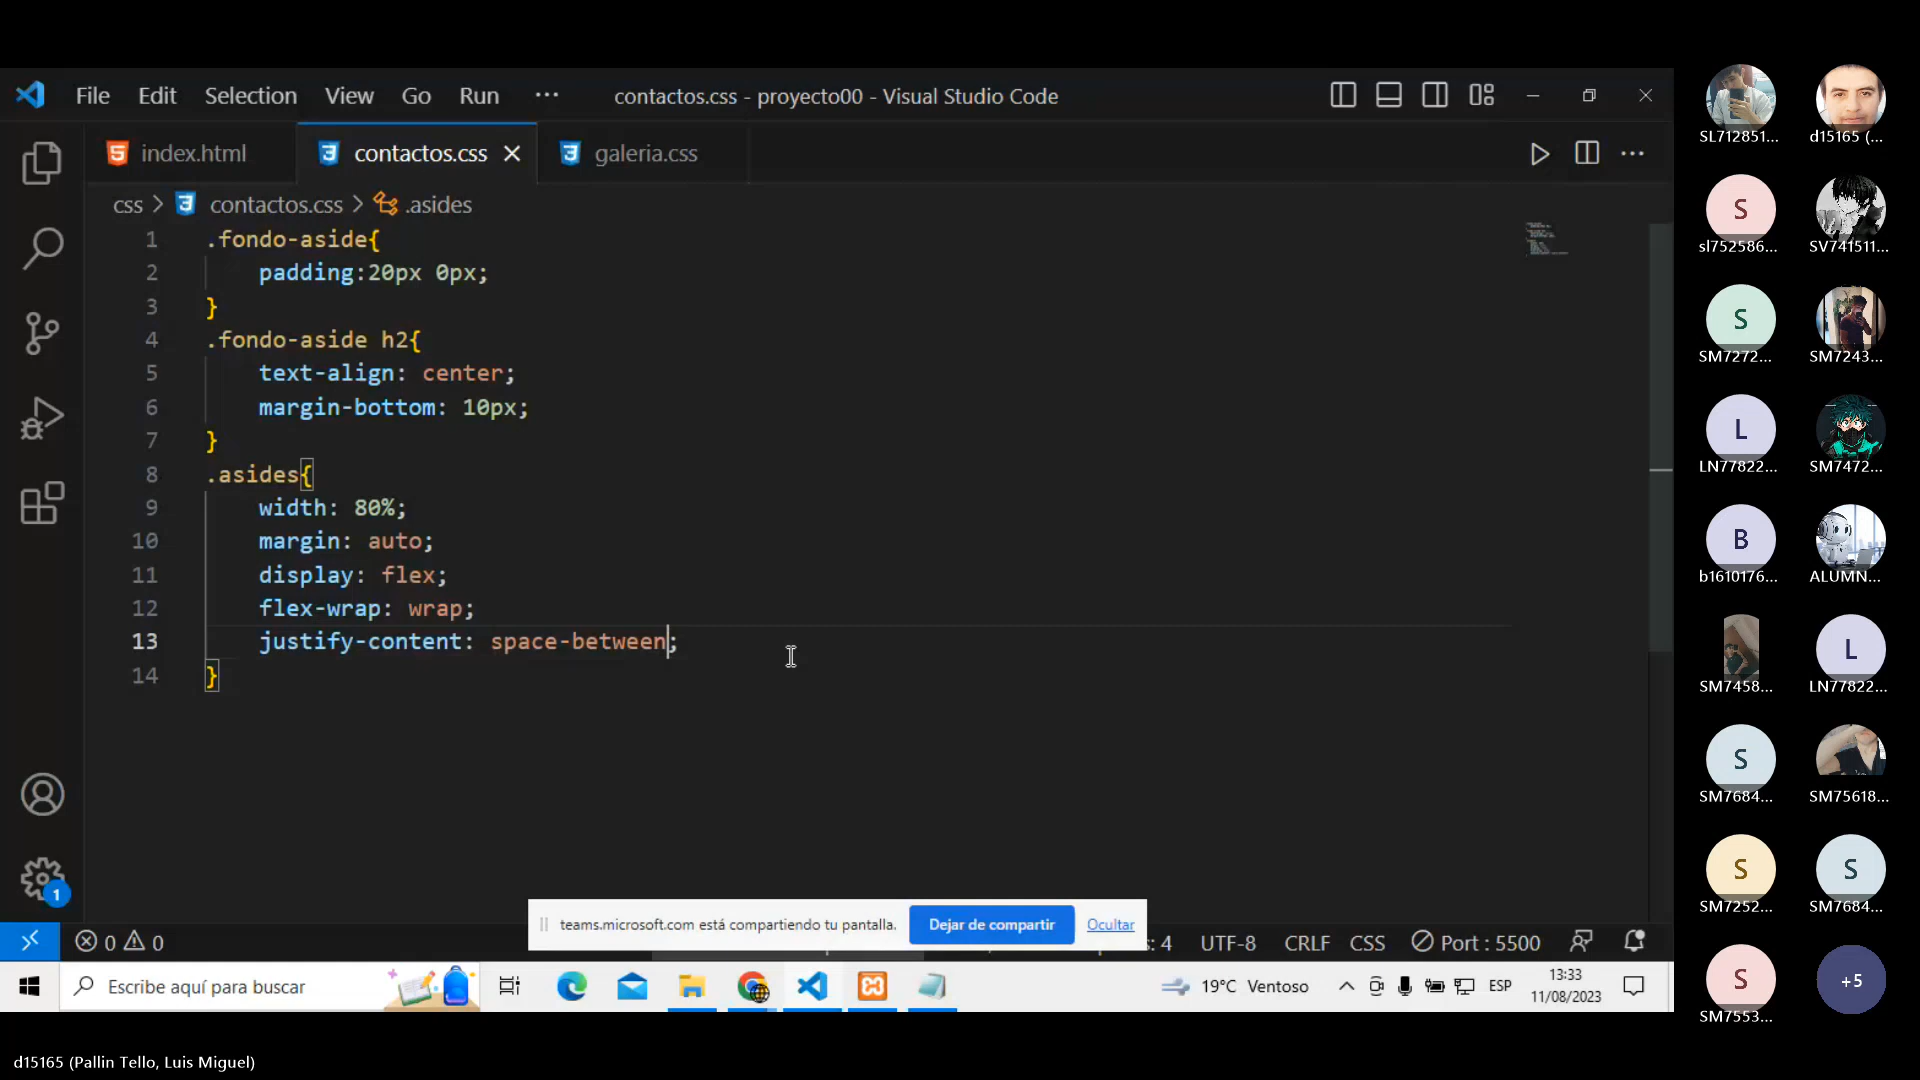 File Edit Selection View Go Run ··· contactos.css - proyecto00 - Visual Studio Code
index.html contactos.css galeria.css
css > contactos.css > .asides
1 .fondo-aside{
2 padding:20px 0px;
3 }
4 .fondo-aside h2{
5 text-align: center;
6 margin-bottom: 10px;
7 }
8 .asides{
9 width: 80%;
10 margin: auto;
11 display: flex;
12 flex-wrap: wrap;
13 justify-content: space-between;
14 }
1
teams.microsoft.com está compartiendo tu pantalla. Dejar de compartir Ocultar
0 0 : 4 UTF-8 CRLF CSS Port : 5500
Escribe aquí para buscar 19°C Ventoso ESP 13:33
11/08/2023
SL712851... d15165 (...
S
sl752586... SV741511...
S
SM7272... SM7243...
L
LN77822... SM7472...
B
b1610176... ALUMN...
L
SM7458... LN77822...
S
SM7684... SM75618...
S S
SM7252... SM7684...
S +5
SM7553...
d15165 (Pallin Tello, Luis Miguel)